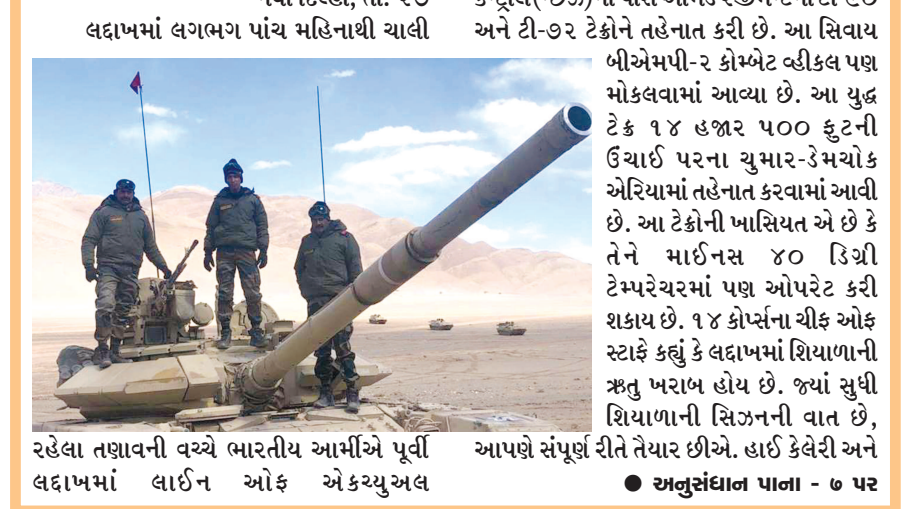 નવી દિલ્હી, તા. ૨૭
લદ્દાખમાં લગભગ પાંચ મહિનાથી ચાલી
રહેલા તણાવની વચ્ચે ભારતીય આર્મીએ પૂર્વી
લદ્દાખમાં લાઈન ઓફ એકચ્યુઅલ
અને ટી-૭૨ ટેંકોને તહેનાત કરી છે. આ સિવાય
બીએમપી-૨ કોમ્બેટ વ્હીકલ પણ
મોકલવામાં આવ્યા છે. આ યુદ્ધ
ટેંક ૧૪ હજાર ૫૦૦ ફુટની
ઉંચાઈ પરના ચુમાર-ડેમચોક
એરિયામાં તહેનાત કરવામાં આવી
છે. આ ટેંકોની ખાસિયત એ છે કે
તેને માઈનસ ૪૦ ડિગ્રી
ટેમ્પરેચરમાં પણ ઓપરેટ કરી
શકાય છે. ૧૪ કોર્પ્સના ચીફ ઓફ
સ્ટાફે કહ્યું કે લદ્દાખમાં શિયાળાની
ઋતુ ખરાબ હોય છે. જ્યાં સુધી
શિયાળાની સિઝનની વાત છે,
આપણે સંપૂર્ણ રીતે તૈયાર છીએ. હાઈ કેલેરી અને
● અનુસંધાન પાના - ૭ પર